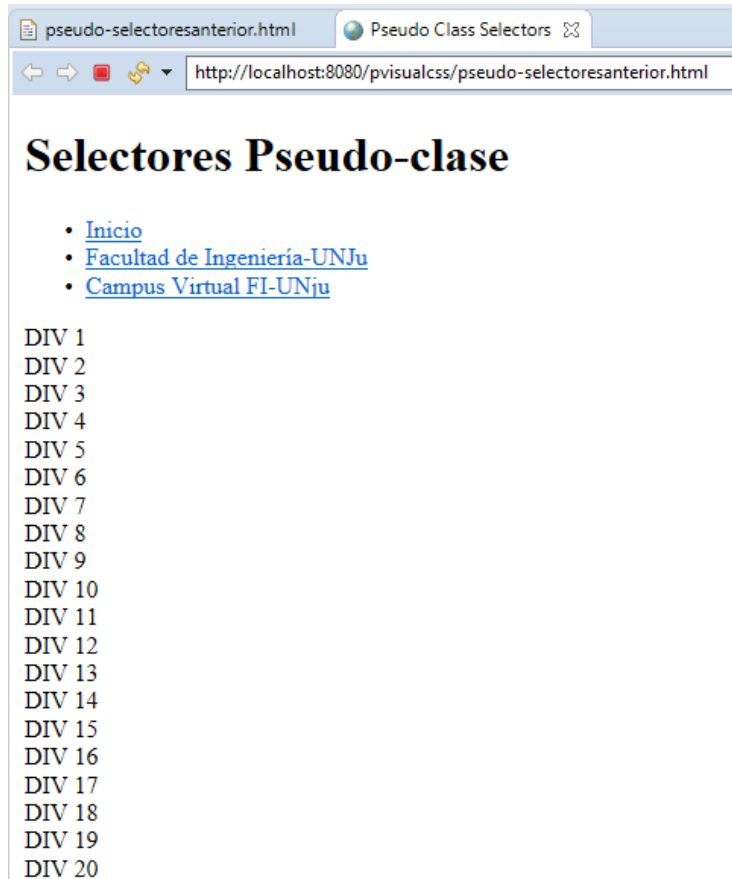 pseudo-selectoresanterior.html Pseudo Class Selectors
http://localhost:8080/pvisualcss/pseudo-selectoresanterior.html
Selectores Pseudo-clase
• Inicio
• Facultad de Ingeniería-UNJu
• Campus Virtual FI-UNju
DIV 1
DIV 2
DIV 3
DIV 4
DIV 5
DIV 6
DIV 7
DIV 8
DIV 9
DIV 10
DIV 11
DIV 12
DIV 13
DIV 14
DIV 15
DIV 16
DIV 17
DIV 18
DIV 19
DIV 20